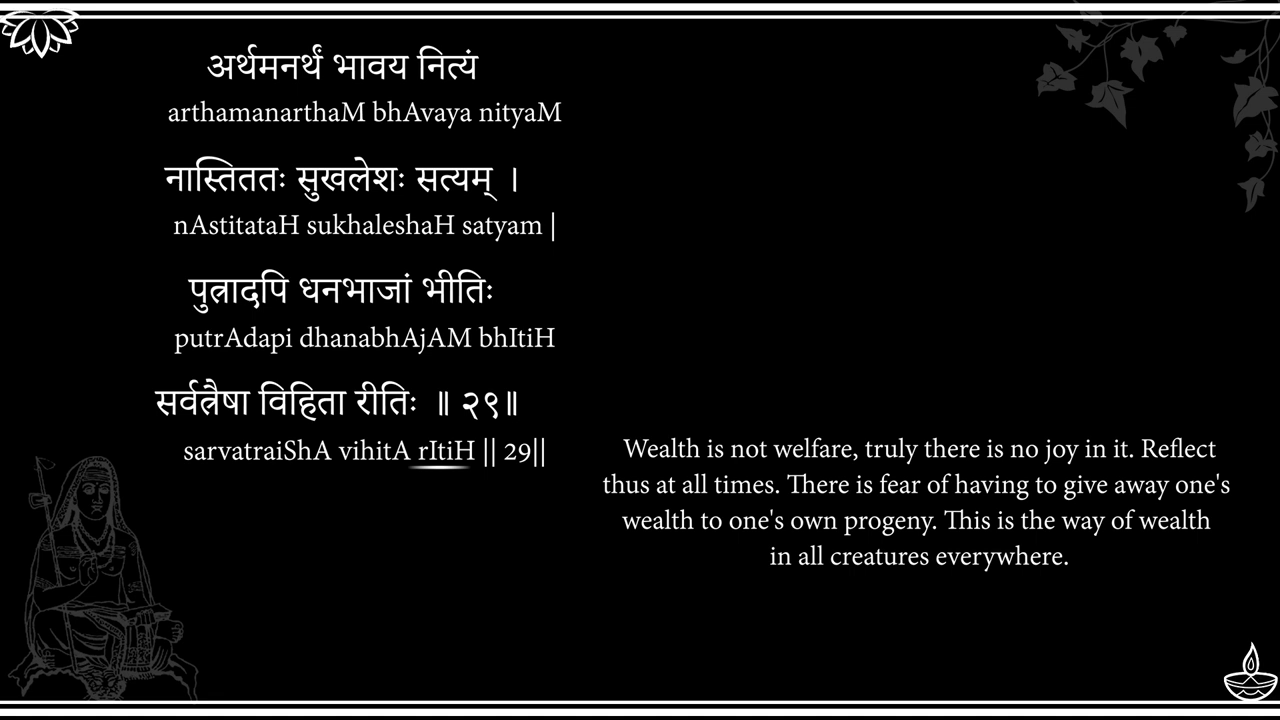 अर्थमनर्थं भावय नित्यं
arthamanarthaM bhAvaya nityaM
नास्तिततः सुखलेशः सत्यम् ।
nAstitataH sukhaleshaH satyam |
पुत्रादपि धनभाजां भीतिः
putrAdapi dhanabhAjAM bhItiH
सर्वत्रैषा विहिता रीतिः ॥ २९॥
sarvatraiShA vihitA rItiH || 29||
Wealth is not welfare, truly there is no joy in it. Reflect
thus at all times. There is fear of having to give away one's
wealth to one's own progeny. This is the way of wealth
in all creatures everywhere.